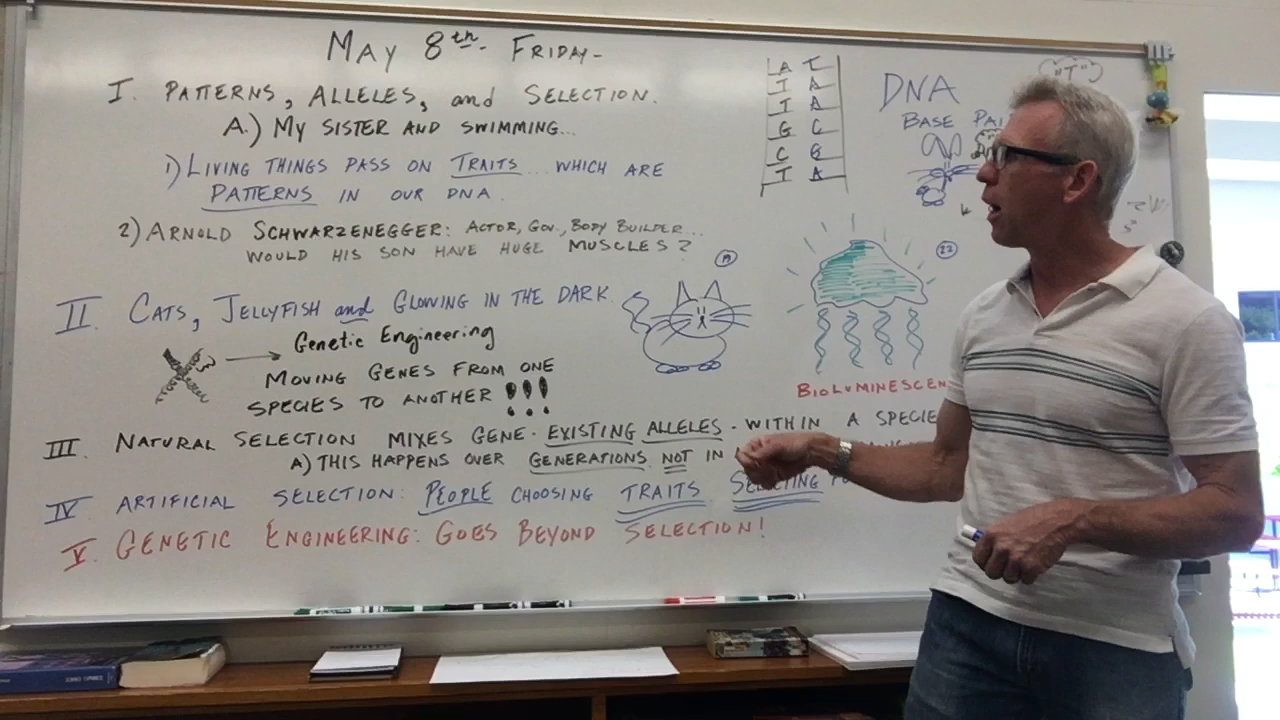 May 8th. Friday-
I. Patterns, Alleles, and Selection.
A.) My sister and swimming...
1) Living things pass on traits... which are
patterns in our DNA.
2) Arnold Schwarzenegger: Actor, Gov., Body Builder...
Would his son have huge muscles?
II. Cats, Jellyfish and Glowing in the dark.
Genetic Engineering
Moving genes from one
species to another !!!
III. Natural selection mixes gene. existing alleles. within a
A) This happens over generations not in
IV. Artificial selection: People choosing traits. Selecting
V. Genetic Engineering: Goes beyond selection!
A T
T A
T A
G C
C G
T A
DNA
Base
"T"
19
22